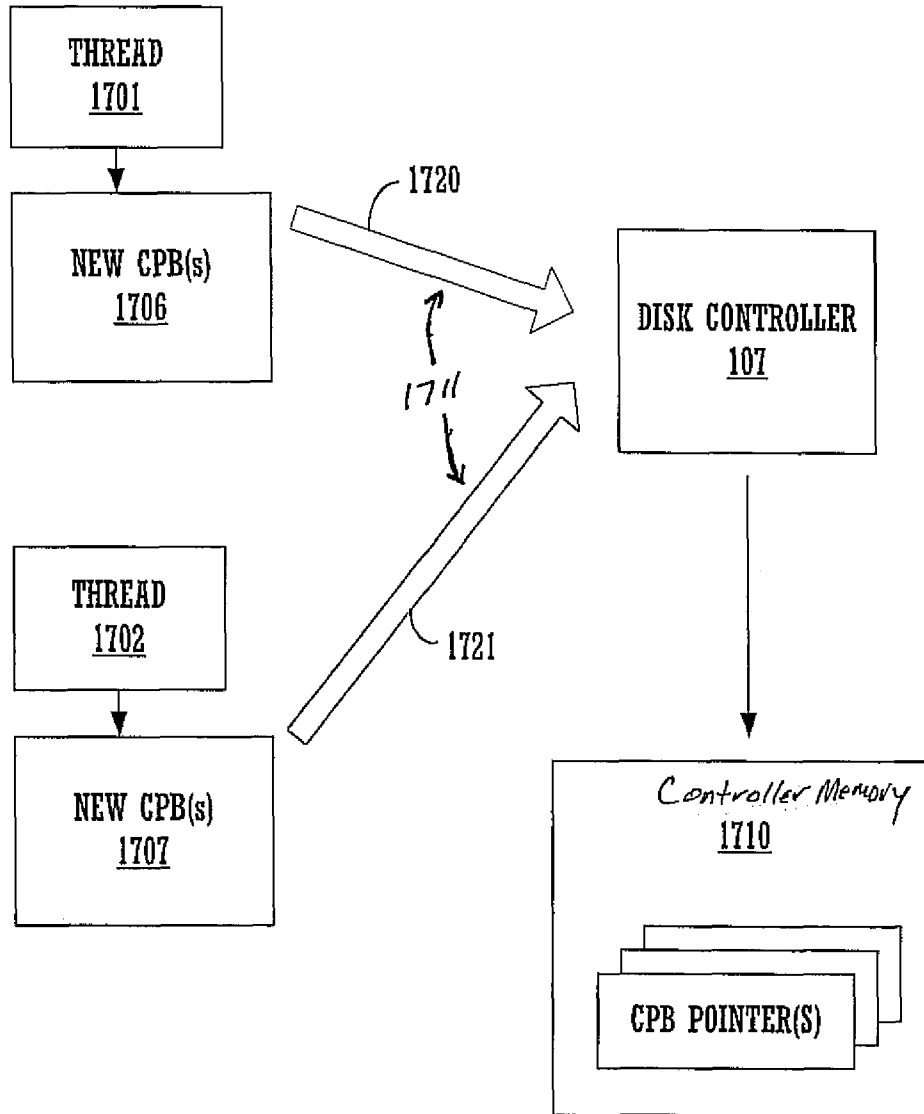 THREAD
1701
NEW CPB(s)
1706
1720
DISK CONTROLLER
107
1711
THREAD
1702
1721
NEW CPB(s)
1707
Controller Memory
1710
CPB POINTER(S)